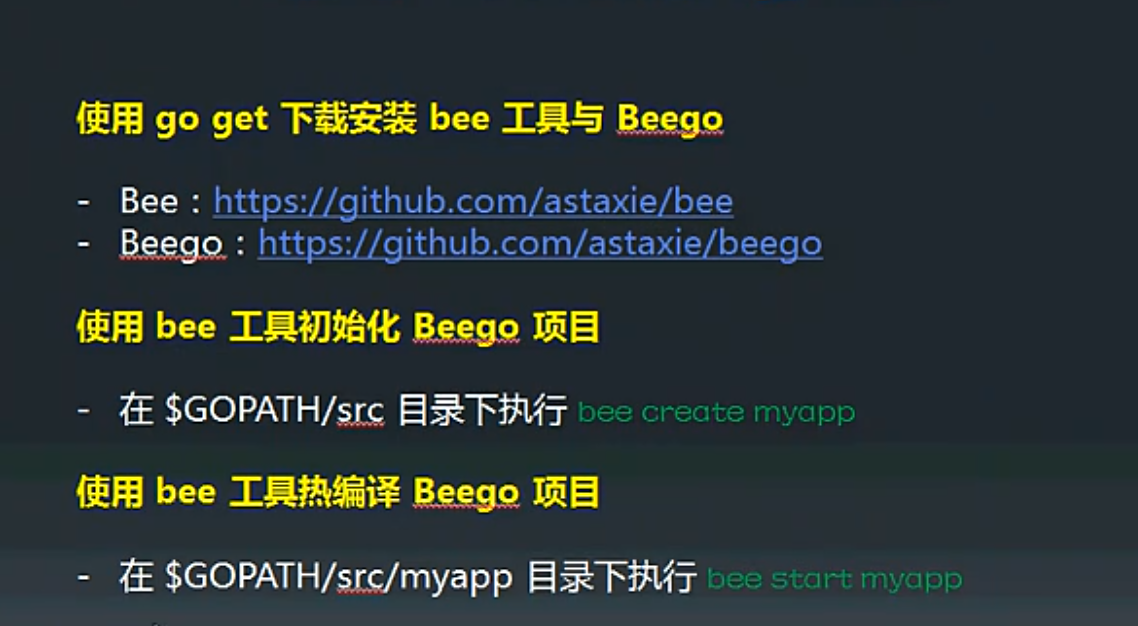 使用 go get 下载安装 bee 工具与 Beego
- Bee：https://github.com/astaxie/bee
- Beego：https://github.com/astaxie/beego
使用 bee 工具初始化 Beego 项目
- 在 $GOPATH/src 目录下执行 bee create myapp
使用 bee 工具热编译 Beego 项目
- 在 $GOPATH/src/myapp 目录下执行 bee start myapp